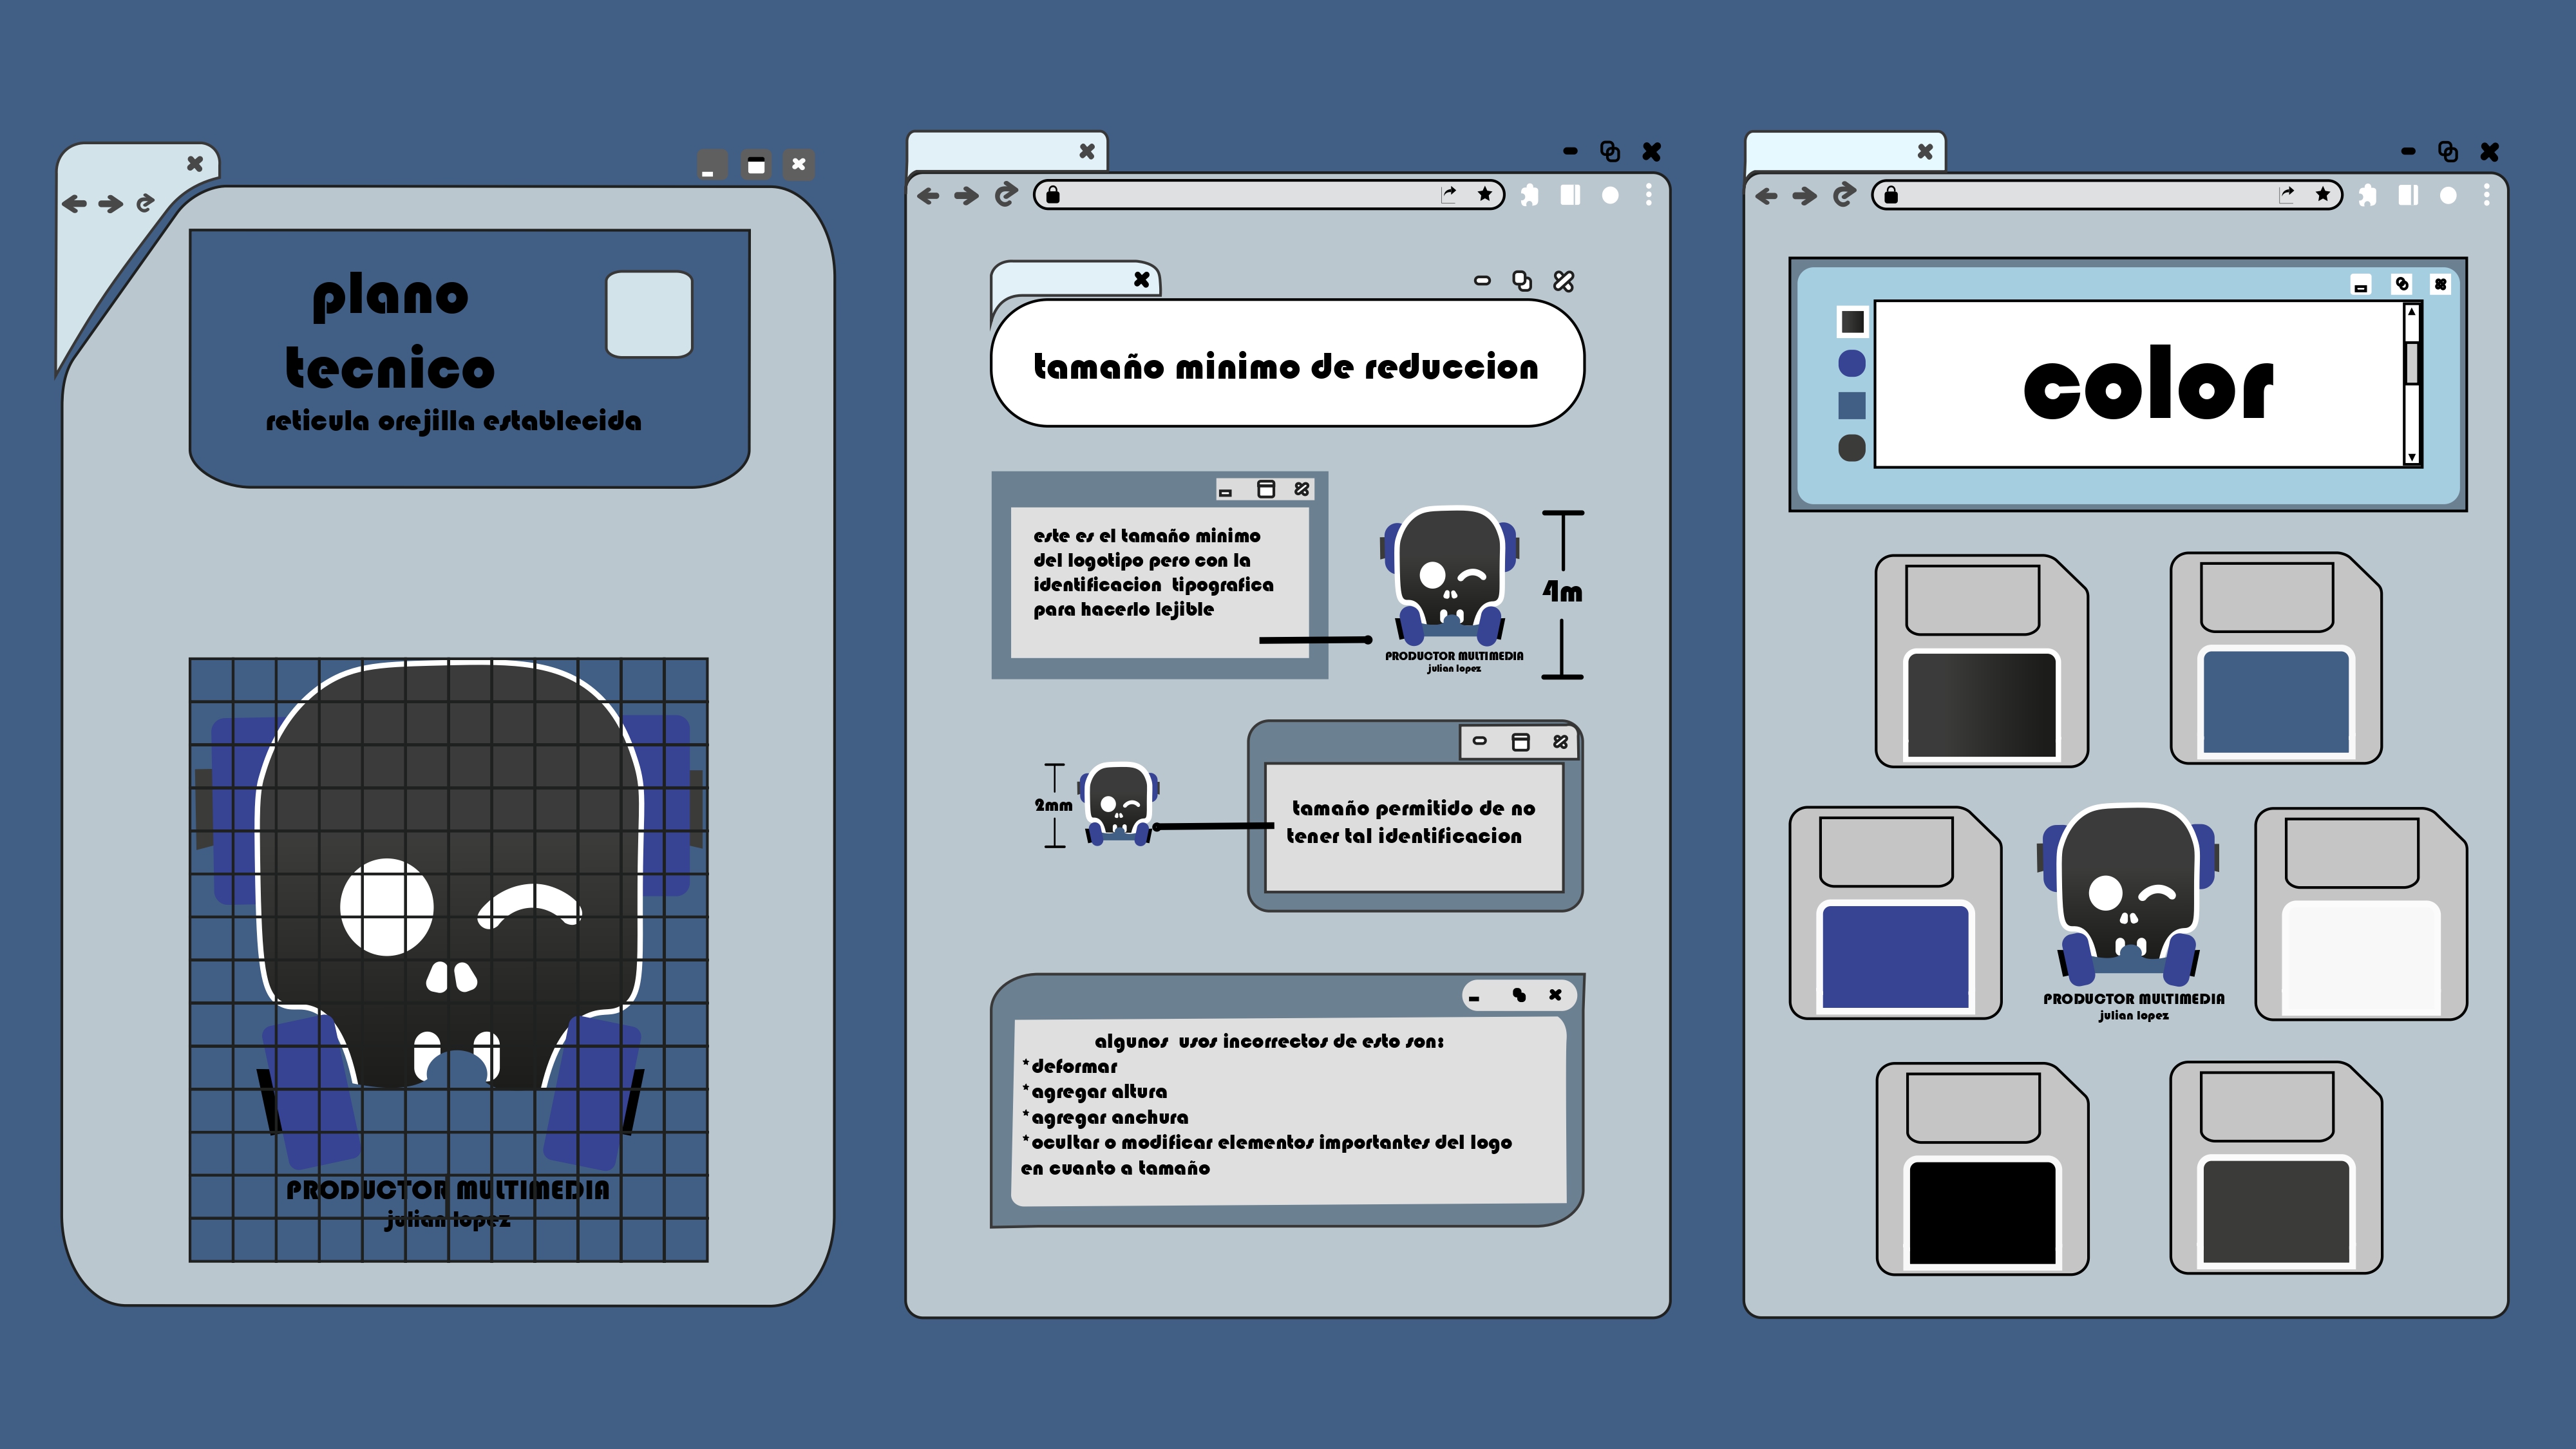 plano
tecnico
reticula orejilla establecida
PRODUCTOR MULTIMEDIA
julian lopez
tamaño minimo de reduccion
este es el tamaño minimo
del logotipo pero con la
identificacion tipografica
para hacerlo lejible
4m
PRODUCTOR MULTIMEDIA
julian lopez
2mm
tamaño permitido de no
tener tal identificacion
algunos usos incorrectos de esto son:
*deformar
*agregar altura
*agregar anchura
*ocultar o modificar elementos importantes del logo
en cuanto a tamaño
color
PRODUCTOR MULTIMEDIA
julian lopez